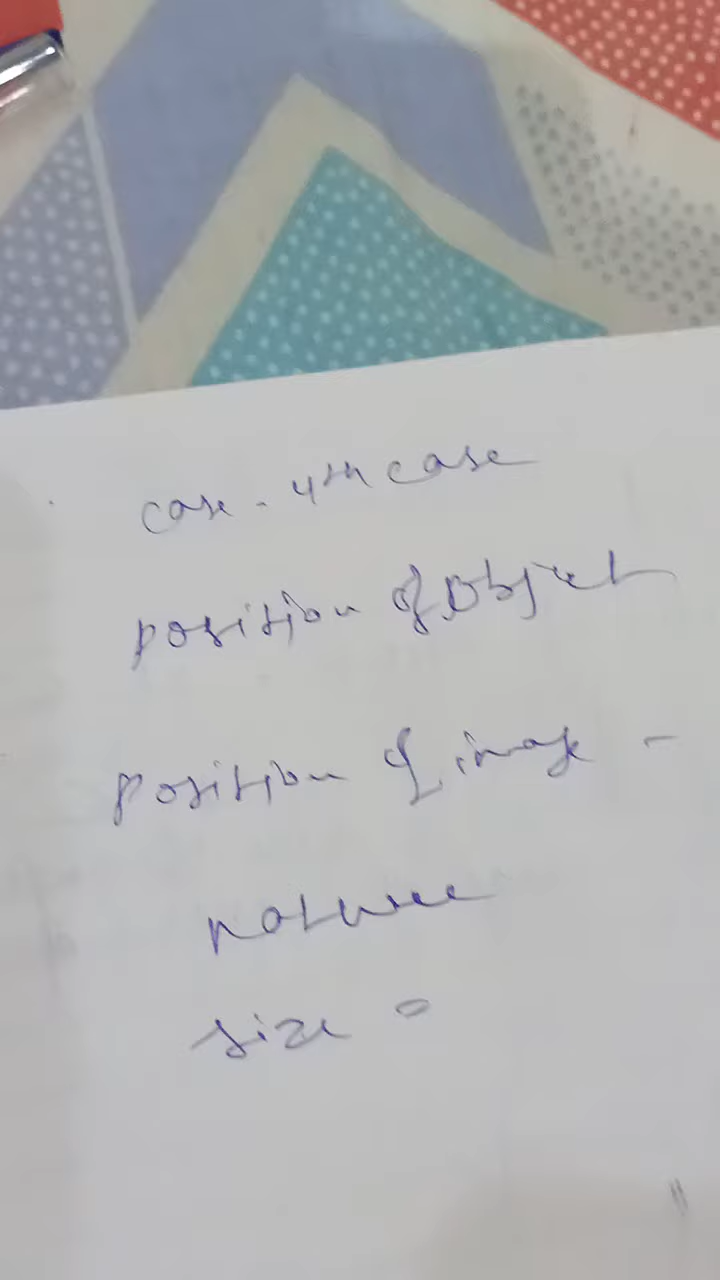 case - 4th case
position of Object
position of image -
nature
size =